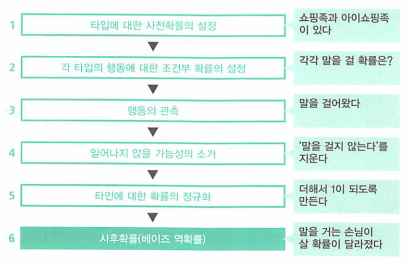 1 타입에 대한 사전확률의 설정
쇼핑족과 아이쇼핑족
이 있다
2 각 타입의 행동에 대한 조건부 확률의 설정
각각 말을 걸 확률은?
3 행동의 관측
말을 걸어왔다
4 일어나지 않을 가능성의 소거
'말을 걸지 않는다'를
지운다
5 타인에 대한 확률의 정규화
더해서 1이 되도록
만든다
6 사후확률(베이즈 역확률)
말을 거는 손님이
살 확률이 달라졌다